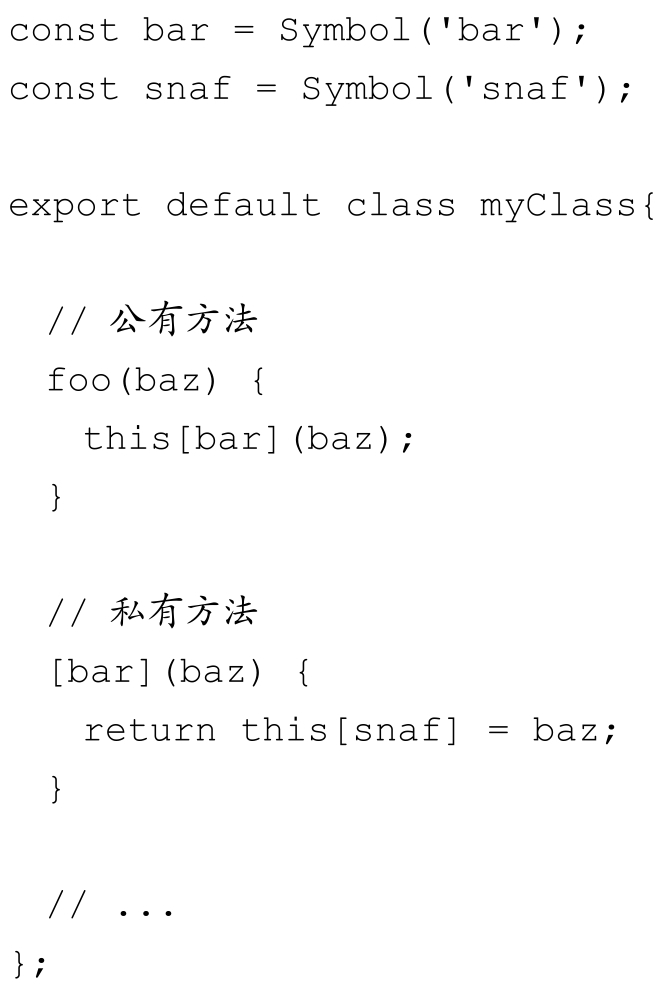 const bar = Symbol('bar');
const snaf = Symbol('snaf');
export default class myClass{
// 公有方法
foo(baz) {
this[bar](baz);
}
// 私有方法
[bar](baz) {
return this[snaf] = baz;
}
// ...
};